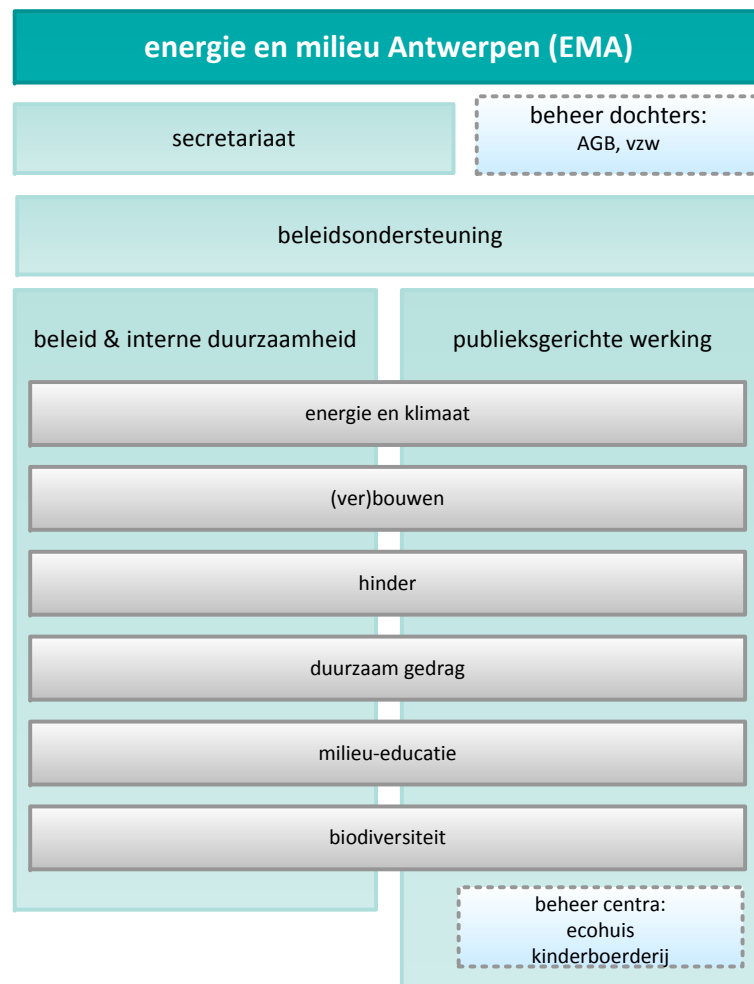 energie en milieu Antwerpen (EMA)
secretariaat
beheer dochters:
AGB, vzw
beleidsondersteuning
beleid & interne duurzaamheid
publieksgerichte werking
energie en klimaat
(ver)bouwen
hinder
duurzaam gedrag
milieu-educatie
biodiversiteit
beheer centra:
ecohuis
kinderboerderij